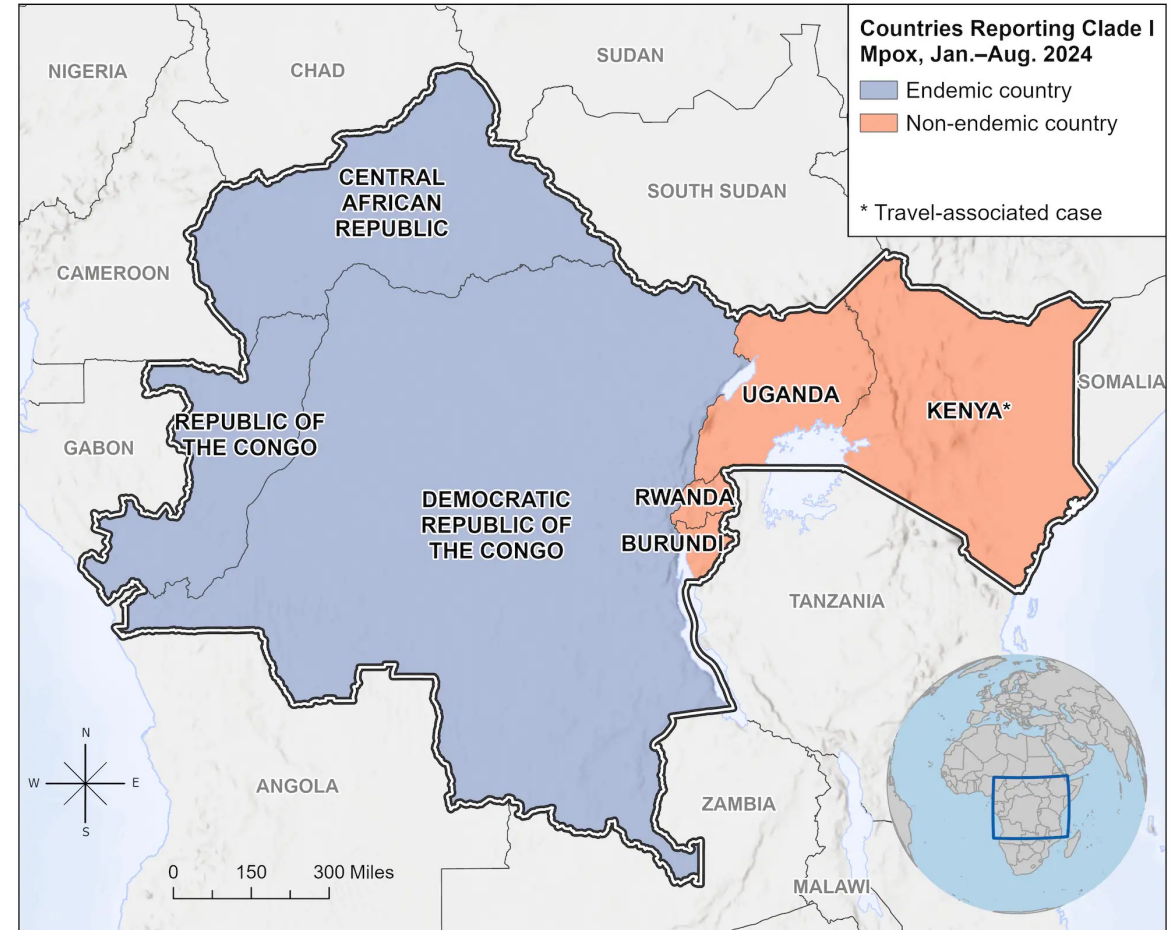 Countries Reporting Clade I
Mpox, Jan.–Aug. 2024
Endemic country
Non-endemic country
* Travel-associated case
NIGERIA
CHAD
SUDAN
CENTRAL
AFRICAN
REPUBLIC
SOUTH SUDAN
CAMEROON
SOMALIA
UGANDA
KENYA*
REPUBLIC OF
THE CONGO
GABON
DEMOCRATIC
REPUBLIC OF
THE CONGO
RWANDA
BURUNDI
TANZANIA
ANGOLA
ZAMBIA
MALAWI
N
W E
S
0 150 300 Miles